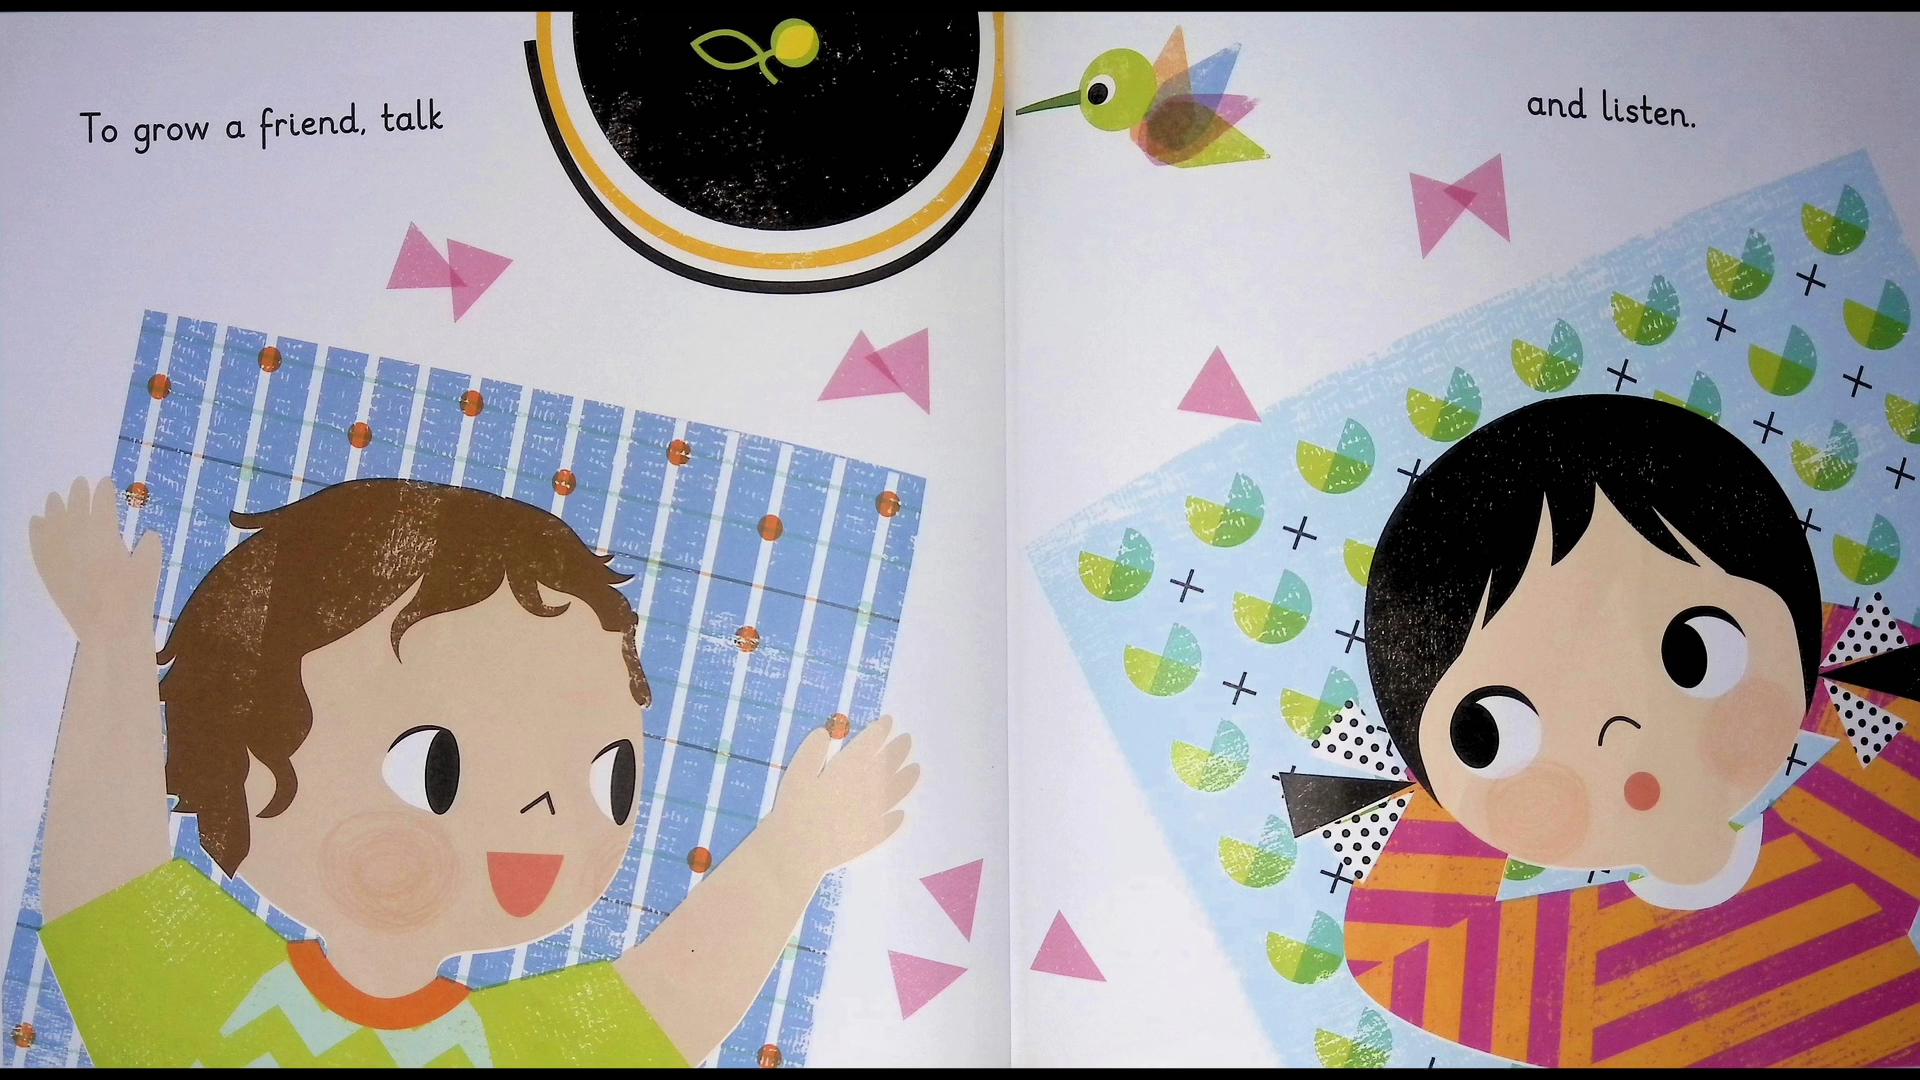 To grow a friend, talk
and listen.